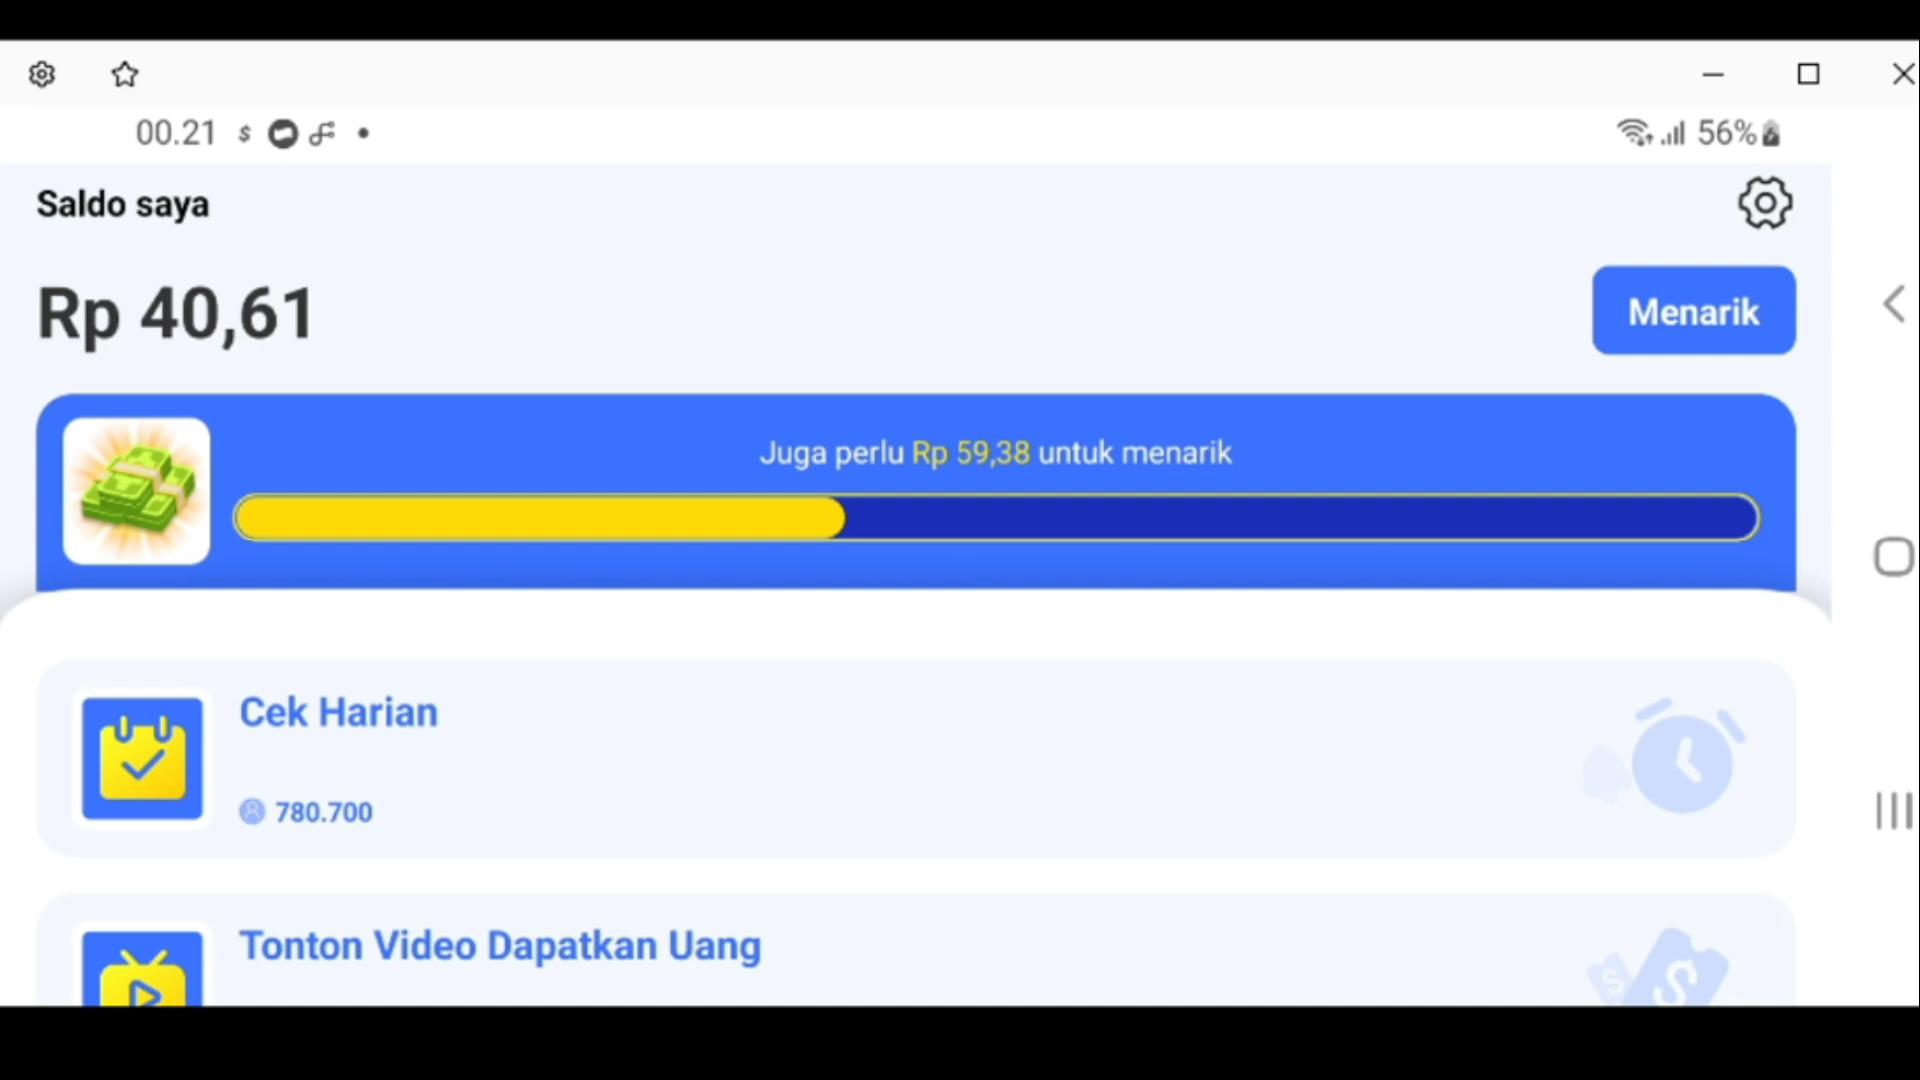 00.21
56%
Saldo saya
Rp 40,61
Menarik
Juga perlu Rp 59,38 untuk menarik
Cek Harian
780.700
Tonton Video Dapatkan Uang